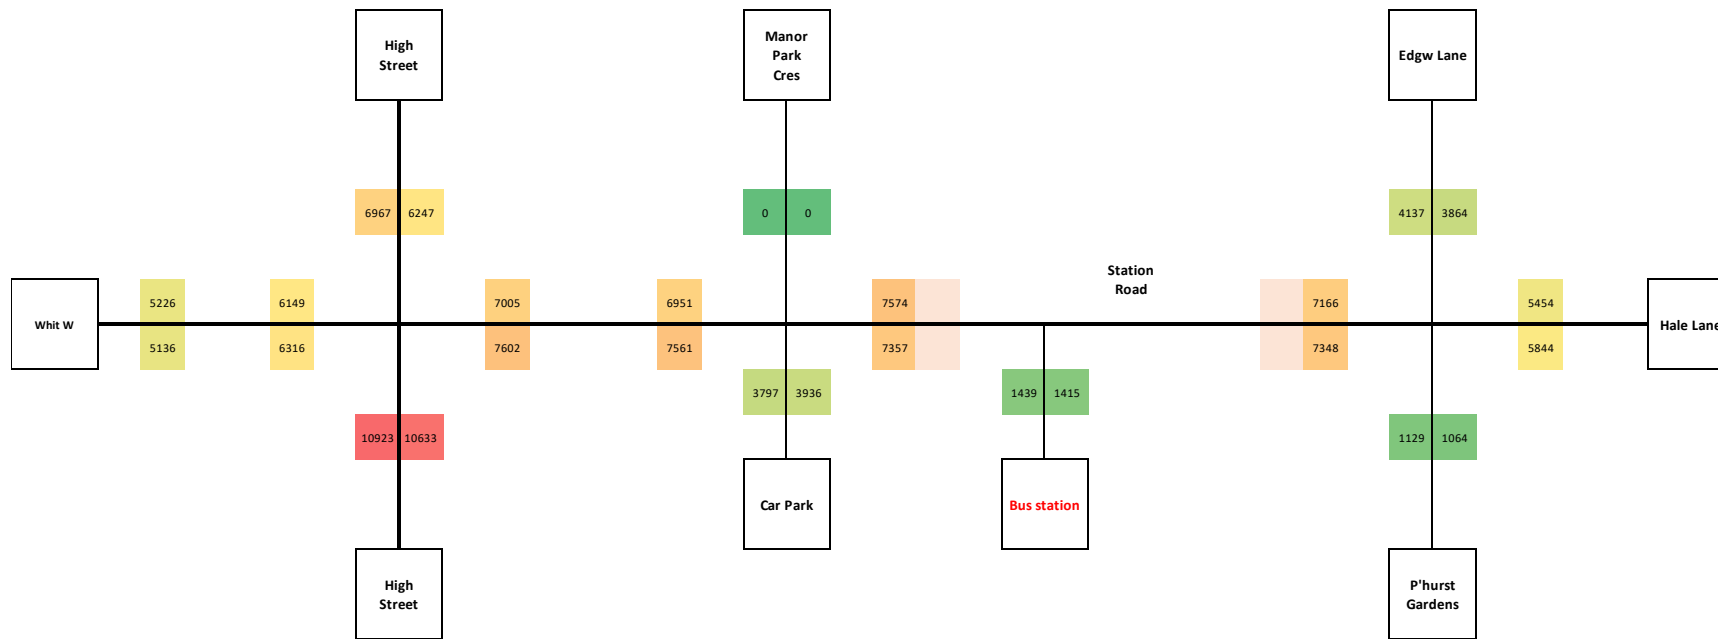 High
Street
Manor
Park
Cres
Edgw Lane
6967 6247
0 0
4137 3864
Station
Road
5226 6149 7005 6951 7574 7166 5454
Whit W
Hale Lane
5136 6316 7602 7561 7357 7348 5844
3797 3936
1439 1415
10923 10633
1129 1064
Car Park
Bus station
High
Street
P'hurst
Gardens